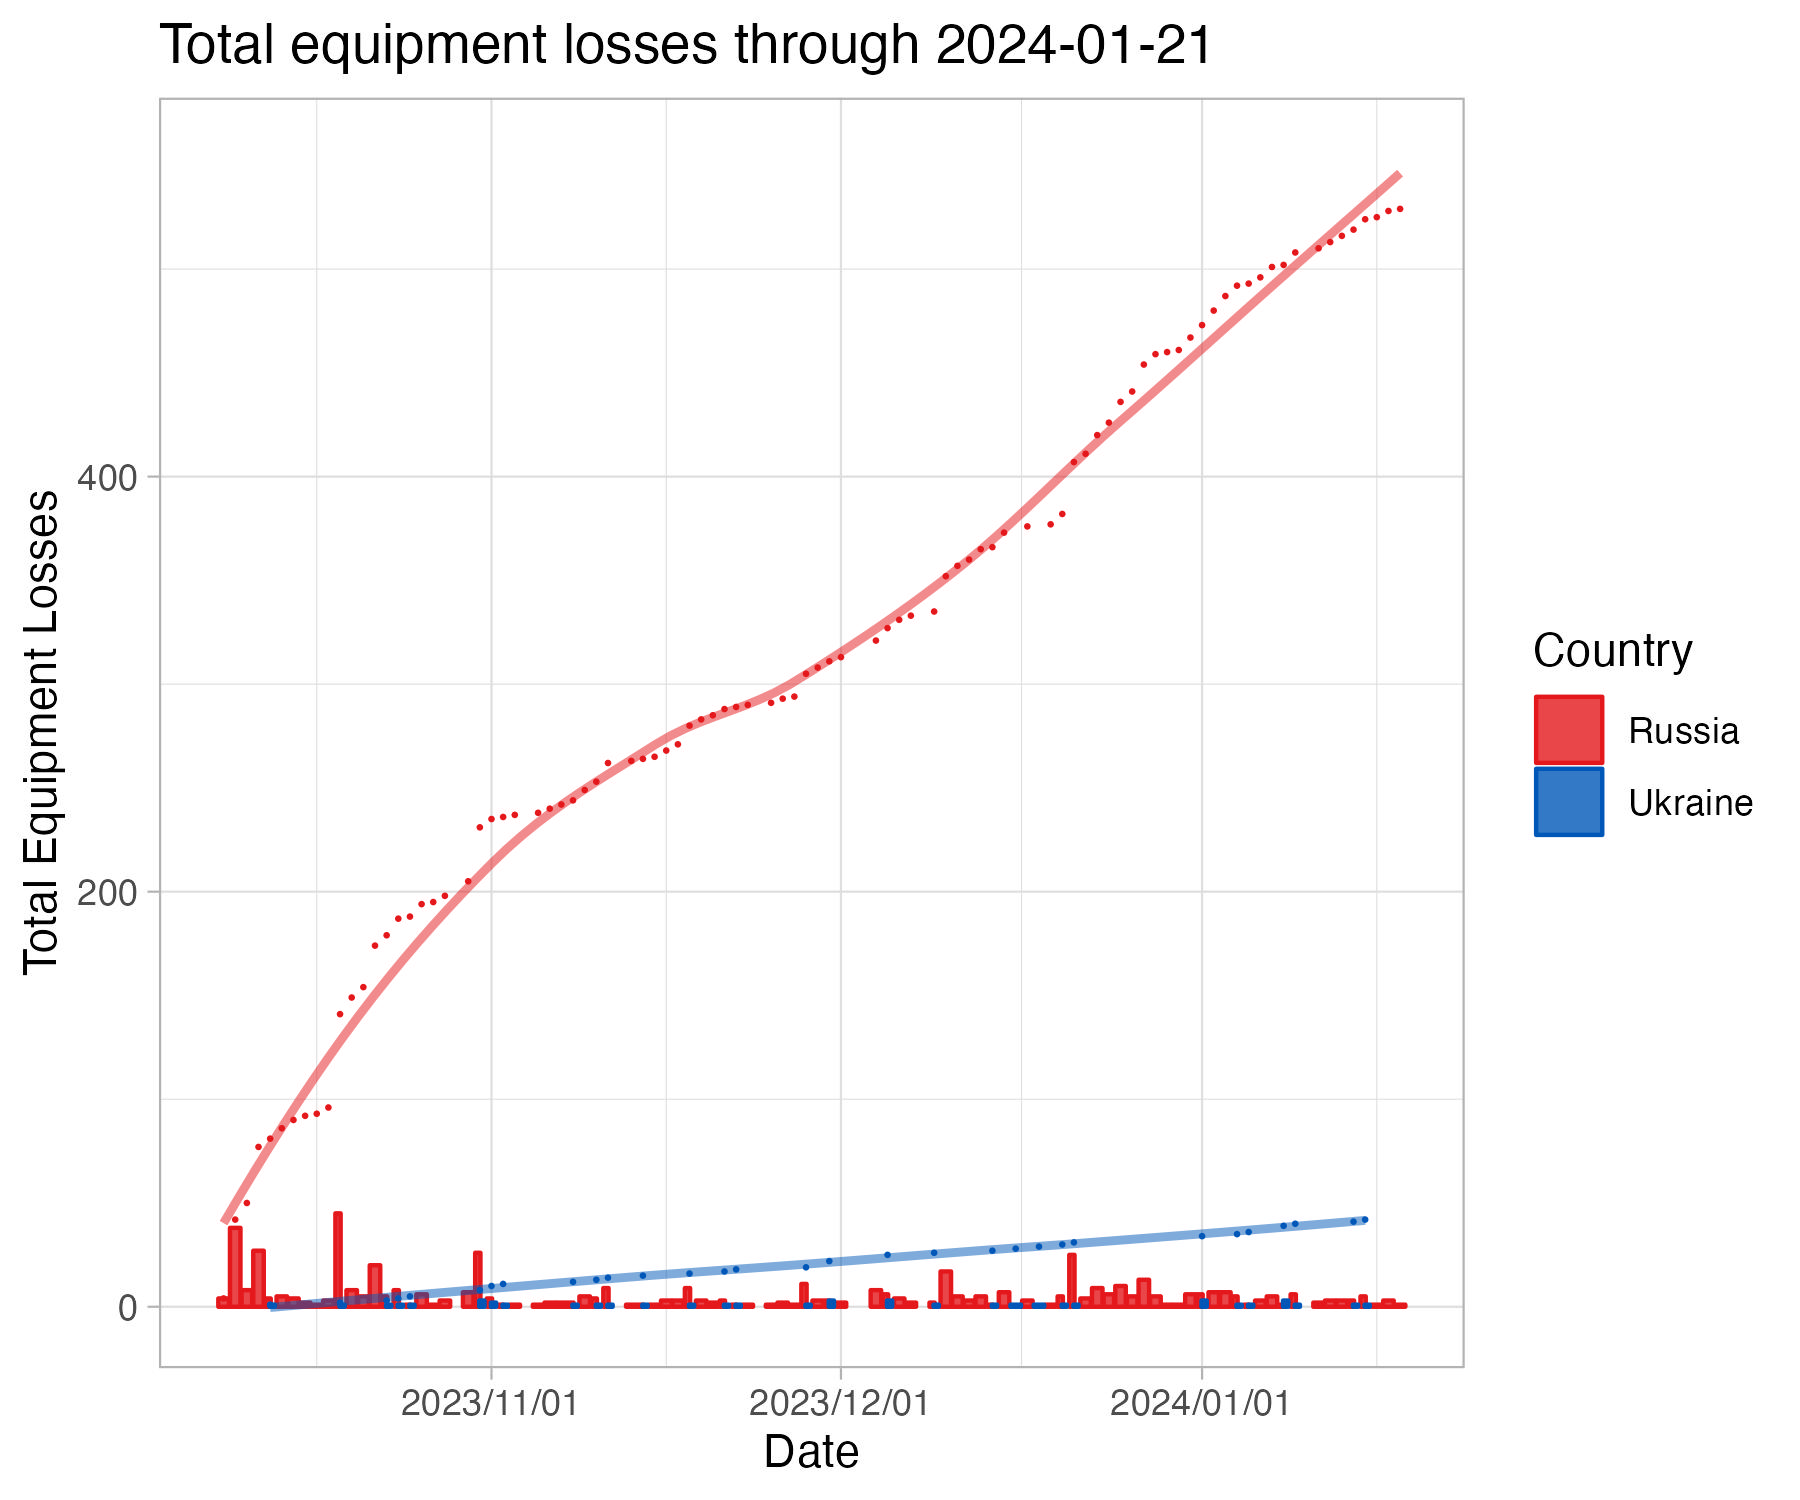 Total equipment losses through 2024-01-21
Total Equipment Losses
400
200
0
2023/11/01
2023/12/01
2024/01/01
Date
Country
Russia
Ukraine